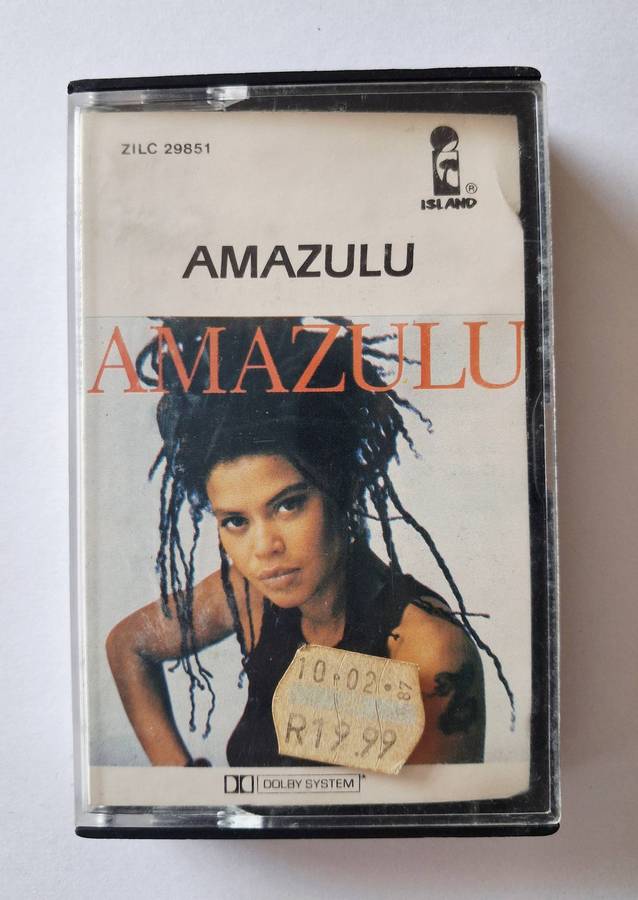 ZILC 29851
®
ISLAND
AMAZULU
AMAZULU
10.02.87
R19.99
DOLBY SYSTEM